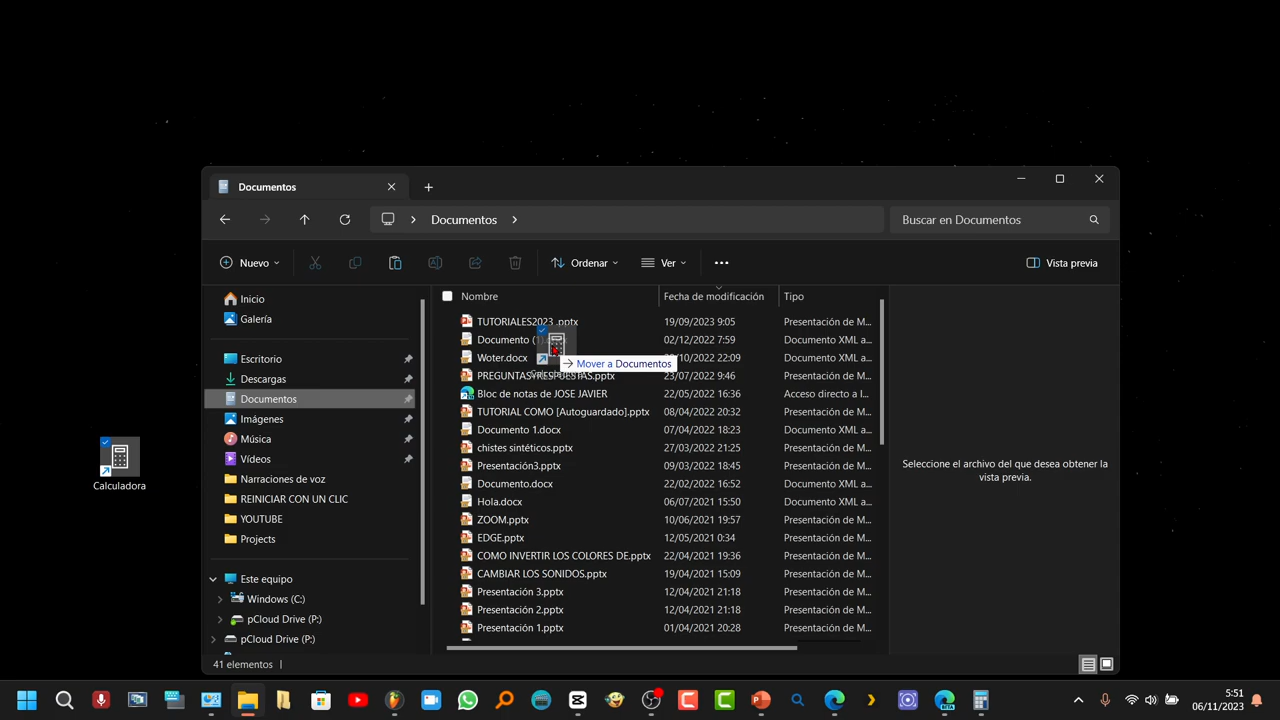 Documentos
Documentos
Buscar en Documentos
Nuevo
Ordenar
Ver
Vista previa
Inicio
Galería
Escritorio
Descargas
Documentos
Imágenes
Música
Vídeos
Narraciones de voz
REINICIAR CON UN CLIC
YOUTUBE
Projects
Este equipo
Windows (C:)
pCloud Drive (P:)
pCloud Drive (P:)
Nombre Fecha de modificación Tipo
TUTORIALES2023 .pptx 19/09/2023 9:05 Presentación de M...
Documento 02/12/2022 7:59 Documento XML a...
Woter.docx /10/2022 22:09 Documento XML a...
Mover a Documentos
PREGUNTAS .pptx 23/07/2022 9:46 Presentación de M...
Bloc de notas de JOSE JAVIER 22/05/2022 16:36 Acceso directo a I...
TUTORIAL COMO [Autoguardado].pptx 08/04/2022 20:32 Presentación de M...
Documento 1.docx 07/04/2022 18:23 Documento XML a...
chistes sintéticos.pptx 27/03/2022 21:25 Presentación de M...
Presentación3.pptx 09/03/2022 18:45 Presentación de M...
Documento.docx 22/02/2022 16:52 Documento XML a...
Hola.docx 06/07/2021 15:50 Documento XML a...
ZOOM.pptx 10/06/2021 19:57 Presentación de M...
EDGE.pptx 12/05/2021 0:34 Presentación de M...
COMO INVERTIR LOS COLORES DE.pptx 22/04/2021 19:36 Presentación de M...
CAMBIAR LOS SONIDOS.pptx 19/04/2021 15:09 Presentación de M...
Presentación 3.pptx 12/04/2021 21:18 Presentación de M...
Presentación 2.pptx 12/04/2021 21:18 Presentación de M...
Presentación 1.pptx 01/04/2021 20:28 Presentación de M...
Seleccione el archivo del que desea obtener la
vista previa.
Calculadora
41 elementos
5:51
06/11/2023